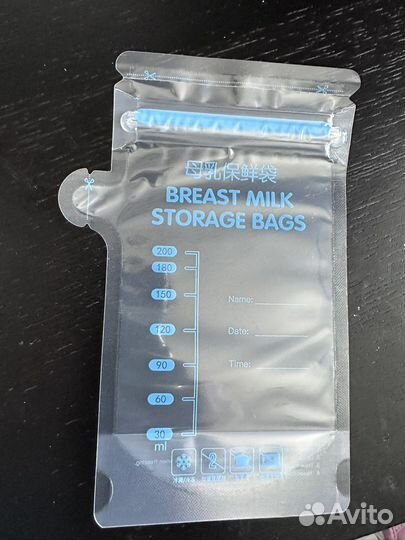 母乳保鲜袋
BREAST MILK
STORAGE BAGS
200
180
150
120
90
60
30
ml
Name:
Date:
Time:
2
Avito